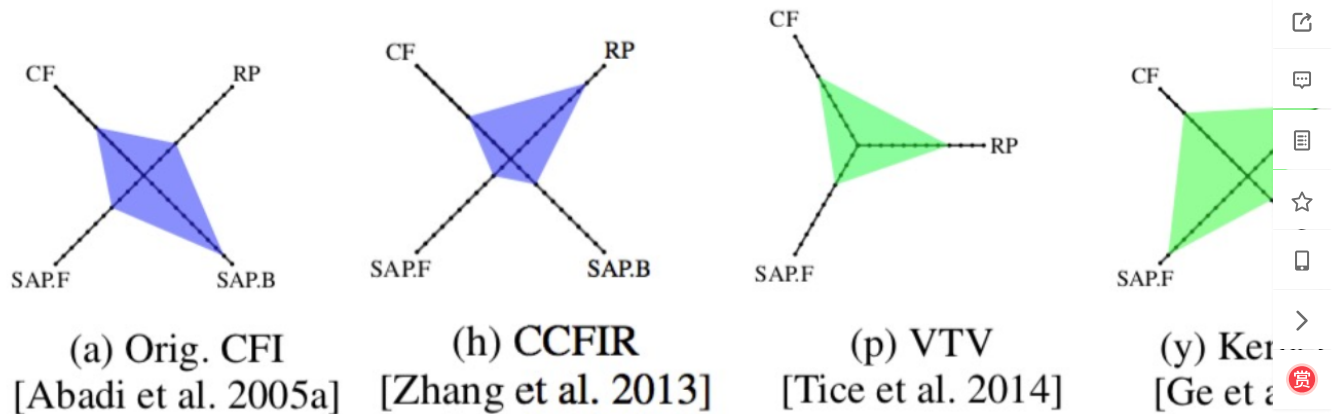 CF
RP
SAP.F
SAP.B
(a) Orig. CFI
[Abadi et al. 2005a]
CF
RP
SAP.F
SAP.B
(h) CCFIR
[Zhang et al. 2013]
CF
RP
SAP.F
(p) VTV
[Tice et al. 2014]
CF
SAP.F
(y)
[Ge et
赏